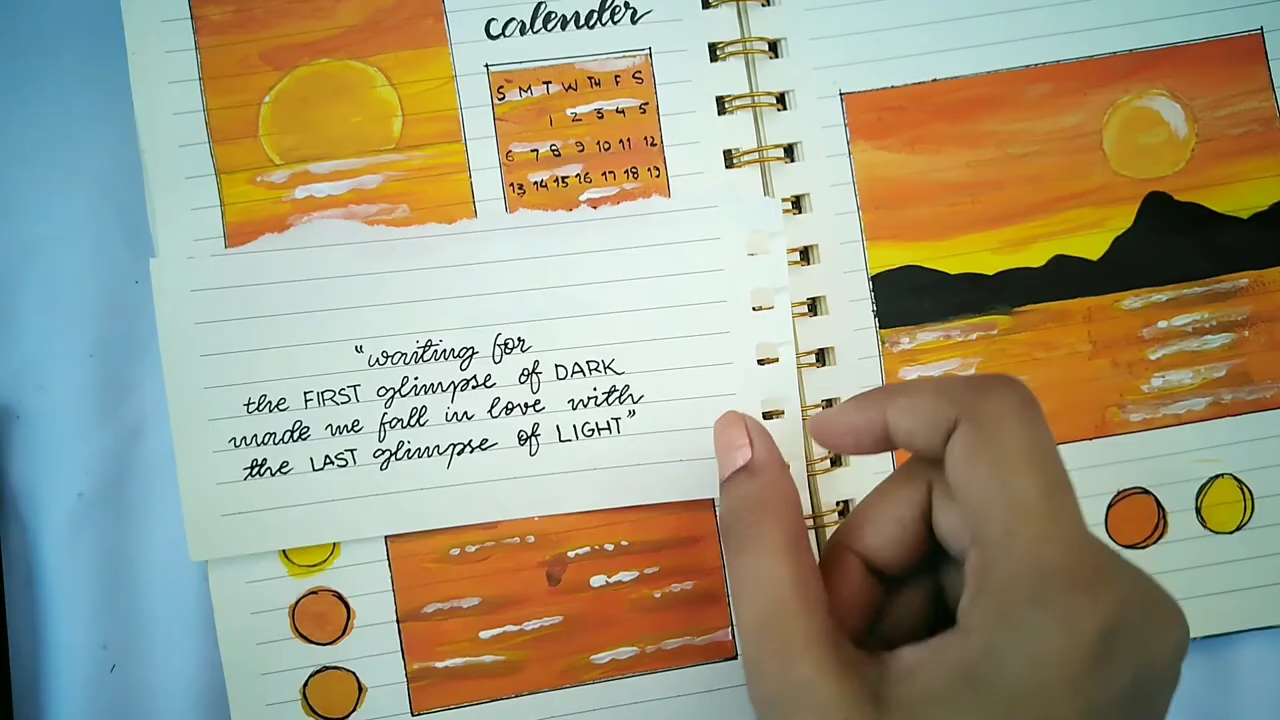 calender
S M T W TH F S
1 2 3 4 5
6 7 8 9 10 11 12
13 14 15 16 17 18 19
"waiting for
the FIRST glimpse of DARK
made me fall in love with
the LAST glimpse of LIGHT"